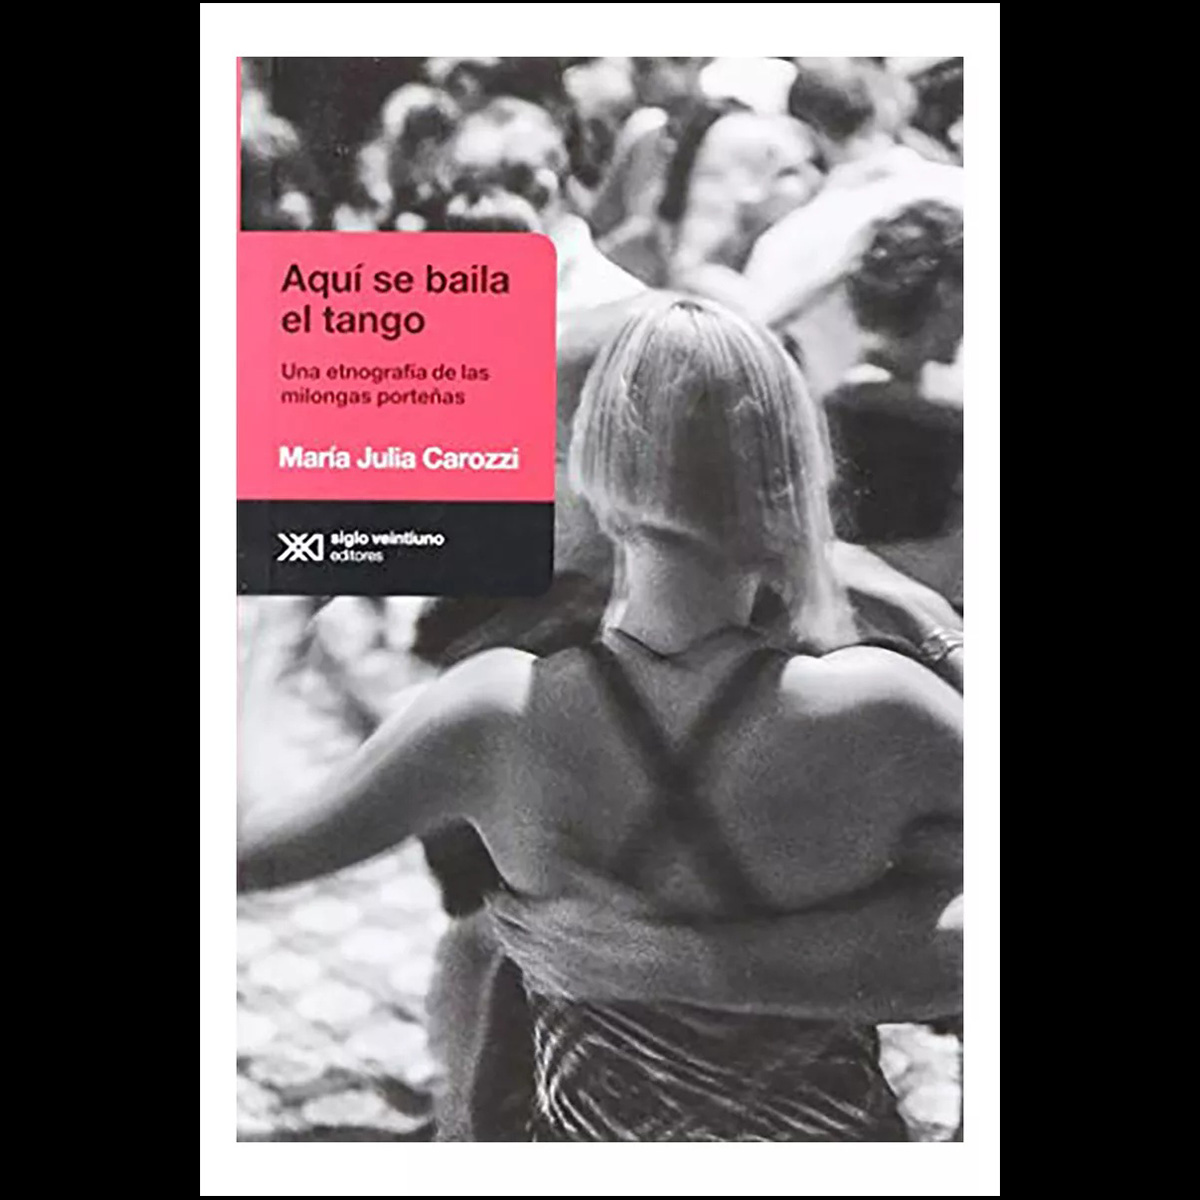 Aquí se baila
el tango
Una etnografía de las
milongas porteñas
María Julia Carozzi
siglo veintiuno
editores